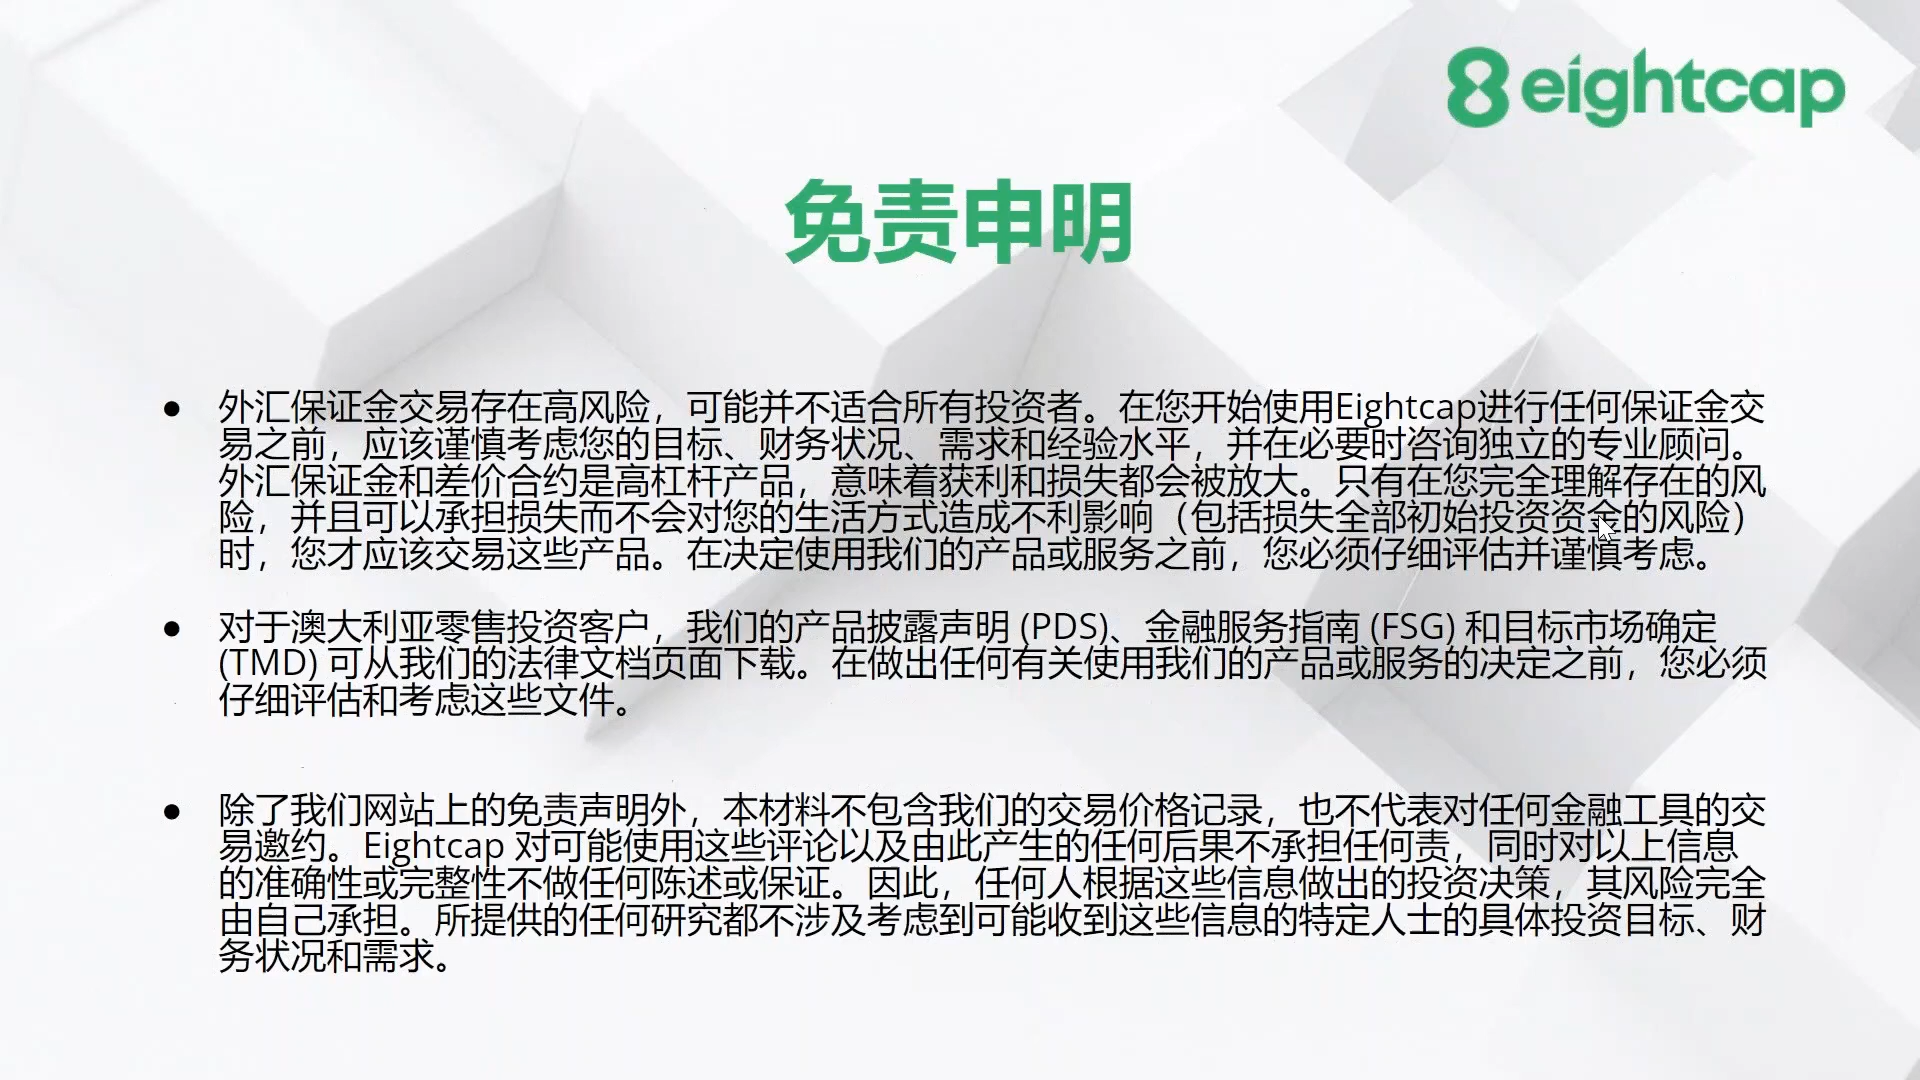 8 eightcap
免责申明
● 外汇保证金交易存在高风险，可能并不适合所有投资者。在您开始使用Eightcap进行任何保证金交
易之前，应该谨慎考虑您的目标、财务状况、需求和经验水平，并在必要时咨询独立的专业顾问。
外汇保证金和差价合约是高杠杆产品，意味着获利和损失都会被放大。只有在您完全理解存在的风
险，并且可以承担损失而不会对您的生活方式造成不利影响（包括损失全部初始投资资金的风险）
时，您才应该交易这些产品。在决定使用我们的产品或服务之前，您必须仔细评估并谨慎考虑。
● 对于澳大利亚零售投资客户，我们的产品披露声明 (PDS)、金融服务指南 (FSG) 和目标市场确定
(TMD) 可从我们的法律文档页面下载。在做出任何有关使用我们的产品或服务的决定之前，您必须
仔细评估和考虑这些文件。
● 除了我们网站上的免责声明外，本材料不包含我们的交易价格记录，也不代表对任何金融工具的交
易邀约。Eightcap 对可能使用这些评论以及由此产生的任何后果不承担任何责，同时对以上信息
的准确性或完整性不做任何陈述或保证。因此，任何人根据这些信息做出的投资决策，其风险完全
由自己承担。所提供的任何研究都不涉及考虑到可能收到这些信息的特定人士的具体投资目标、财
务状况和需求。